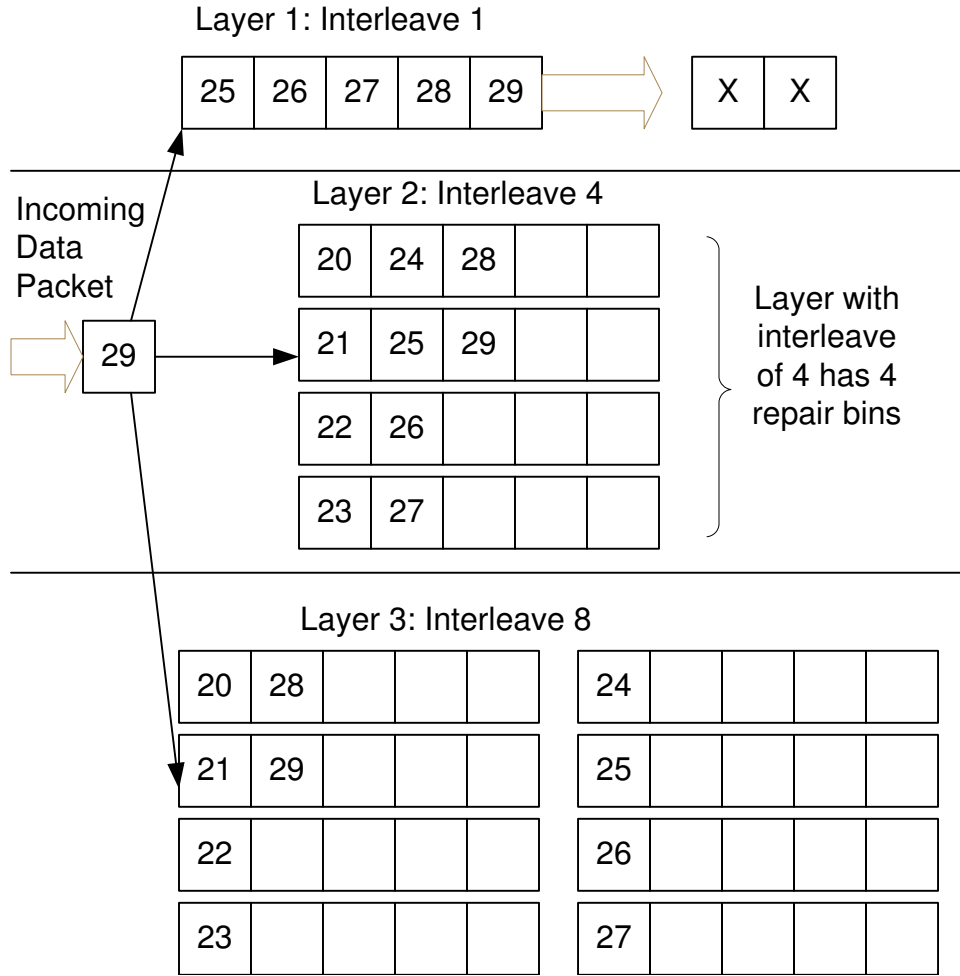 Layer 1: Interleave 1
25 26 27 28 29 X X
Layer 2: Interleave 4
Incoming
Data
Packet
29
20 24 28
21 25 29
22 26
23 27
Layer with
interleave
of 4 has 4
repair bins
Layer 3: Interleave 8
20 28 24
21 29 25
22 26
23 27